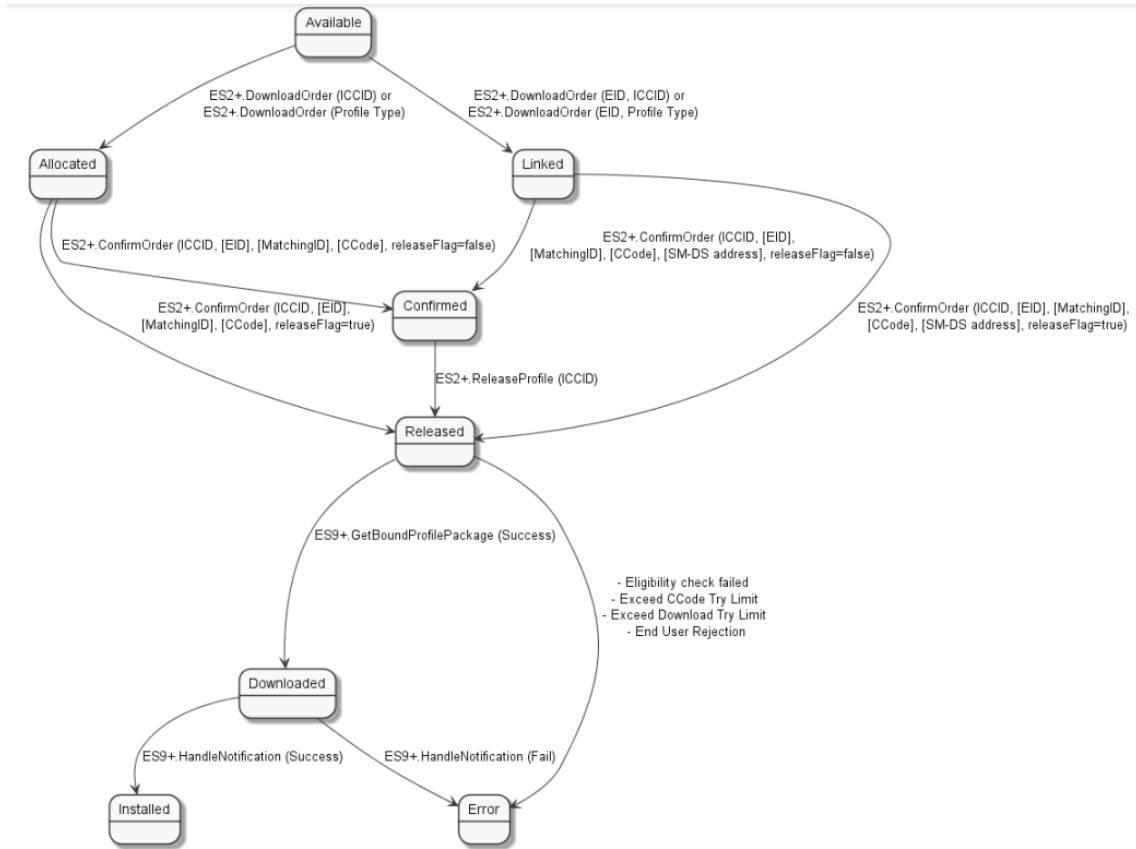 Available
ES2+.DownloadOrder (ICCID) or
ES2+.DownloadOrder (Profile Type)
ES2+.DownloadOrder (EID, ICCID) or
ES2+.DownloadOrder (EID, Profile Type)
Allocated
Linked
ES2+.ConfirmOrder (ICCID, [EID], [MatchingID], [CCode], releaseFlag=false)
ES2+.ConfirmOrder (ICCID, [EID],
[MatchingID], [CCode], [SM-DS address], releaseFlag=false)
ES2+.ConfirmOrder (ICCID, [EID],
[MatchingID], [CCode], releaseFlag=true)
Confirmed
ES2+.ConfirmOrder (ICCID, [EID], [MatchingID],
[CCode], [SM-DS address], releaseFlag=true)
ES2+.ReleaseProfile (ICCID)
Released
ES9+.GetBoundProfilePackage (Success)
- Eligibility check failed
- Exceed CCode Try Limit
- Exceed Download Try Limit
- End User Rejection
Downloaded
ES9+.HandleNotification (Success)
ES9+.HandleNotification (Fail)
Installed
Error